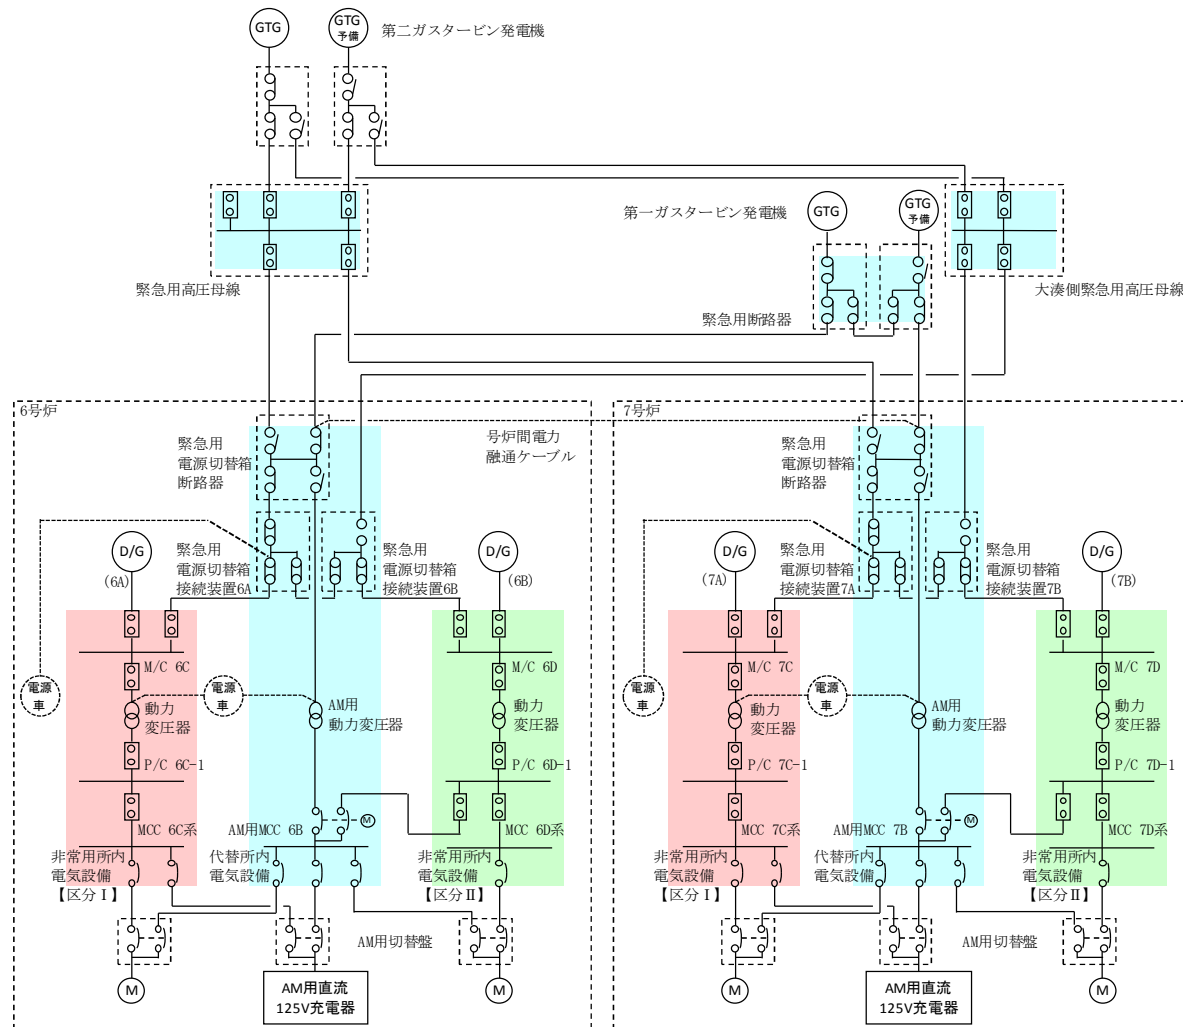 GTG
GTG
予備
第二ガスタービン発電機
第一ガスタービン発電機
GTG
GTG
予備
緊急用高圧母線
大湊側緊急用高圧母線
緊急用断路器
6号炉
緊急用
電源切替箱
断路器
号炉間電力
融通ケーブル
D/G
(6A)
緊急用
電源切替箱
接続装置6A
緊急用
電源切替箱
接続装置6B
D/G
(6B)
M/C 6C
M/C 6D
電源
車
動力
変圧器
電源
車
AM用
動力変圧器
動力
変圧器
P/C 6C-1
P/C 6D-1
MCC 6C系
AM用MCC 6B
M
MCC 6D系
非常用所内
電気設備
【区分Ⅰ】
代替所内
電気設備
非常用所内
電気設備
【区分Ⅱ】
AM用切替盤
M
AM用直流
125V充電器
M
7号炉
緊急用
電源切替箱
断路器
D/G
(7A)
緊急用
電源切替箱
接続装置7A
緊急用
電源切替箱
接続装置7B
D/G
(7B)
M/C 7C
M/C 7D
電源
車
動力
変圧器
電源
車
AM用
動力変圧器
動力
変圧器
P/C 7C-1
P/C 7D-1
MCC 7C系
AM用MCC 7B
M
MCC 7D系
非常用所内
電気設備
【区分Ⅰ】
代替所内
電気設備
非常用所内
電気設備
【区分Ⅱ】
AM用切替盤
M
AM用直流
125V充電器
M